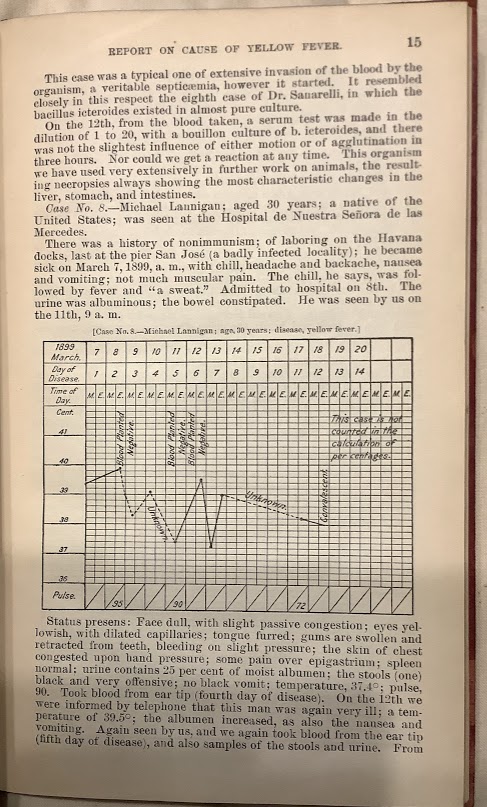 REPORT ON CAUSE OF YELLOW FEVER. 15
This case was a typical one of extensive invasion of the blood by the
organism, a veritable septicæmia, however it started. It resembled
closely in this respect the eighth case of Dr. Sanarelli, in which the
bacillus icteroides existed in almost pure culture.
On the 12th, from the blood taken, a serum test was made in the
dilution of 1 to 20, with a bouillon culture of b. icteroides, and there
was not the slightest influence of either motion or of agglutination in
three hours. Nor could we get a reaction at any time. This organism
we have used very extensively in further work on animals, the result-
ing necropsies always showing the most characteristic changes in the
liver, stomach, and intestines.
Case No. 8.—Michael Lannigan; aged 30 years; a native of the
United States; was seen at the Hospital de Nuestra Señora de las
Mercedes.
There was a history of nonimmunism; of laboring on the Havana
docks, last at the pier San José (a badly infected locality); he became
sick on March 7, 1899, a. m., with chill, headache and backache, nausea
and vomiting; not much muscular pain. The chill, he says, was fol-
lowed by fever and "a sweat." Admitted to hospital on 8th. The
urine was albuminous; the bowel constipated. He was seen by us on
the 11th, 9 a. m.
[Case No. 8.—Michael Lannigan; age, 30 years; disease, yellow fever.]
1899 March. 7 8 9 10 11 12 13 14 15 16 17 18 19 20
Day of Disease. 1 2 3 4 5 6 7 8 9 10 11 12 13 14
Time of Day. M. E. M. E. M. E. M. E. M. E. M. E. M. E. M. E. M. E. M. E. M. E. M. E. M. E. M. E. M. E. M. E.
Cent.
41
40
39
38
37
36
Blood Planted
Negative.
Unknown.
Blood Planted
Negative.
Blood Planted
Negative.
Unknown.
Convalescent.
This case is not
counted in the
calculation of
per centages.
Pulse. 95 90 72
Status presens: Face dull, with slight passive congestion; eyes yel-
lowish, with dilated capillaries; tongue furred; gums are swollen and
retracted from teeth, bleeding on slight pressure; the skin of chest
congested upon hand pressure; some pain over epigastrium; spleen
normal; urine contains 25 per cent of moist albumen; the stools (one)
black and very offensive; no black vomit; temperature, 37.4°; pulse,
90. Took blood from ear tip (fourth day of disease). On the 12th we
were informed by telephone that this man was again very ill; a tem-
perature of 39.5°; the albumen increased, as also the nausea and
vomiting. Again seen by us, and we again took blood from the ear tip
(fifth day of disease), and also samples of the stools and urine. From